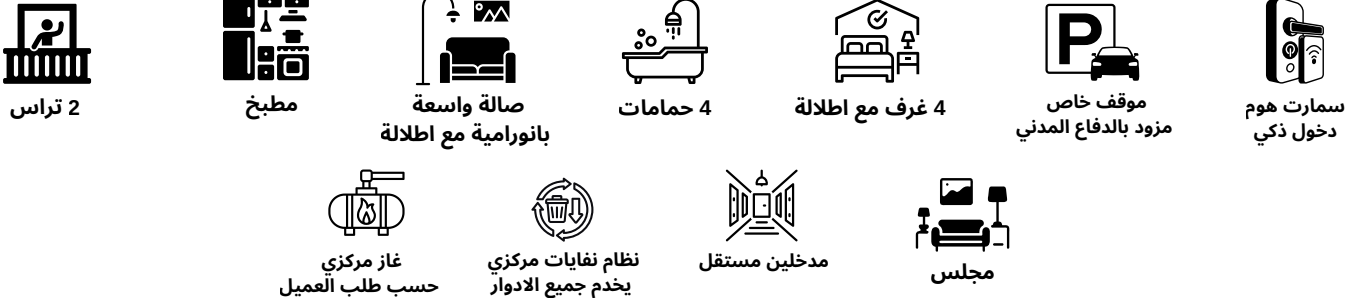 سمارت هوم
دخول ذكي
موقف خاص
مزود بالدفاع المدني
4 غرف مع اطلالة
4 حمامات
صالة واسعة
بانورامية مع اطلالة
مطبخ
2 تراس
مجلس
مدخلين مستقل
نظام نفايات مركزي
يخدم جميع الادوار
غاز مركزي
حسب طلب العميل